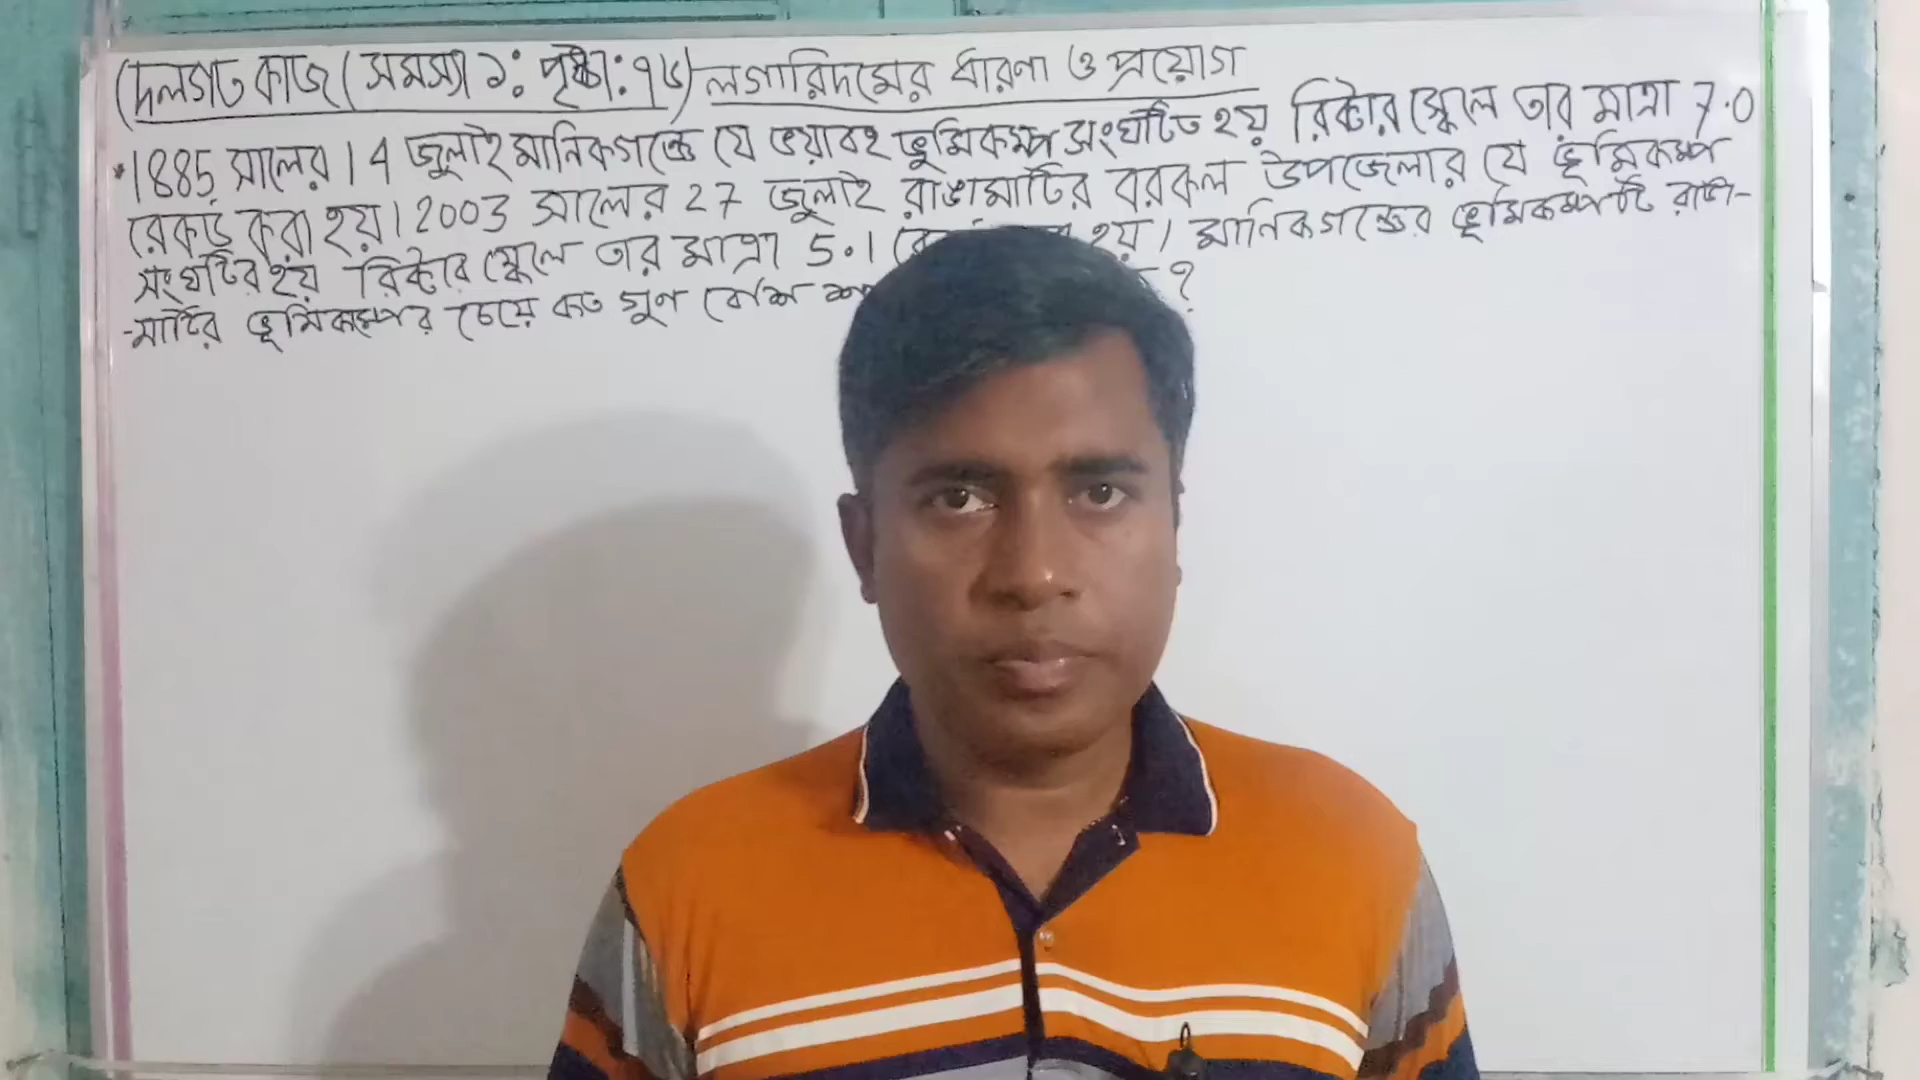 (দলগত কাজ (সমস্যা ১: পৃষ্ঠা: ৭৬) লগারিদমের ধারণা ও প্রয়োগ
*1885 সালের 14 জুলাই মানিকগঞ্জে যে ভয়াবহ ভূমিকম্প সংঘটিত হয় রিক্টার স্কেলে তার মাত্রা 7.0
রেকর্ড করা হয়। 2003 সালের 27 জুলাই রাঙামাটির বরকল উপজেলার যে ভূমিকম্প
সংঘটির হয় রিক্টার স্কেলে তার মাত্রা 5.1 হয়। মানিকগঞ্জের ভূমিকম্পটি রাঙা-
-মাটির ভূমিকম্পের চেয়ে কত গুণ বেশি ?